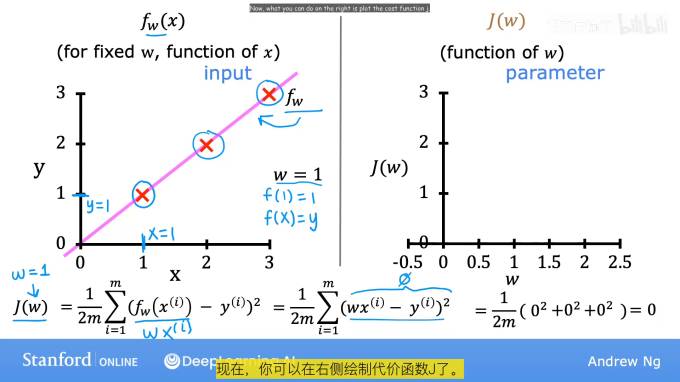 Now, what you can do on the right is plot the cost function J.
bilibili
f_w(x)
(for fixed w, function of x)
input
3
2
1
0
y
0 1 2 3
x
f_w
w = 1
f(1)=1
f(x)=y
y=1
x=1
J(w)
(function of w)
parameter
3
2
1
0
J(w)
-0.5 0 0.5 1 1.5 2 2.5
w
w=1
J(w) = 1/2m ∑_{i=1}^{m} (f_w(x^(i)) − y^(i))² = 1/2m ∑_{i=1}^{m} (wx^(i) − y^(i))² = 1/2m ( 0² +0² +0² ) = 0
wx^(i)
0
Stanford ONLINE
DeepLearning.AI
Andrew Ng
现在，你可以在右侧绘制代价函数J了。